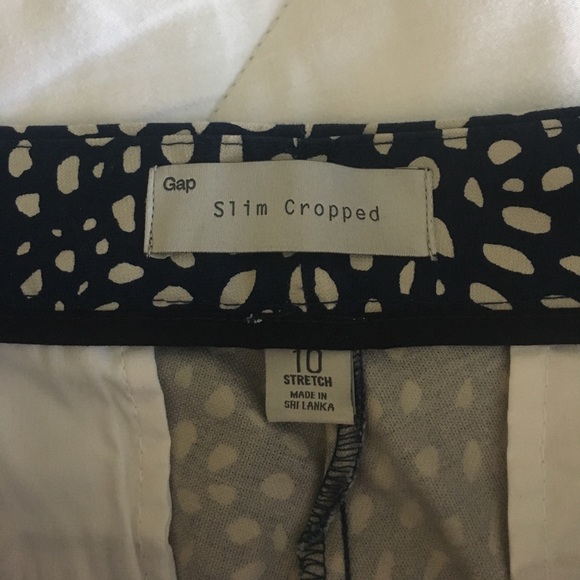 Gap
Slim Cropped
10
STRETCH
MADE IN
SRI LANKA